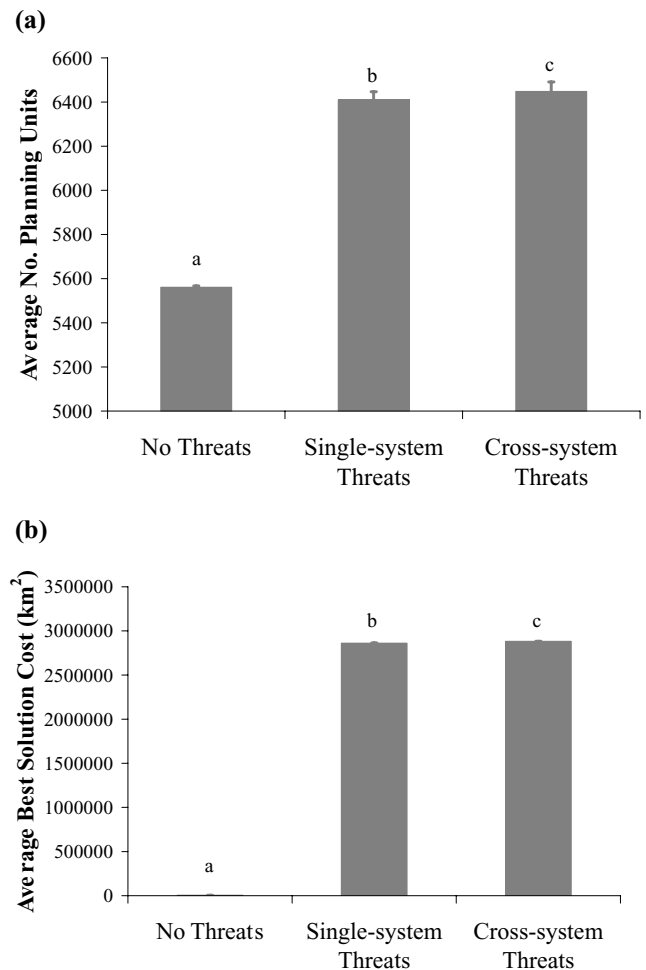 (a)
Average No. Planning Units
6600
6400
6200
6000
5800
5600
5400
5200
5000
a
b
c
No Threats
Single-system
Threats
Cross-system
Threats
(b)
Average Best Solution Cost (km²)
3500000
3000000
2500000
2000000
1500000
1000000
500000
0
a
b
c
No Threats
Single-system
Threats
Cross-system
Threats